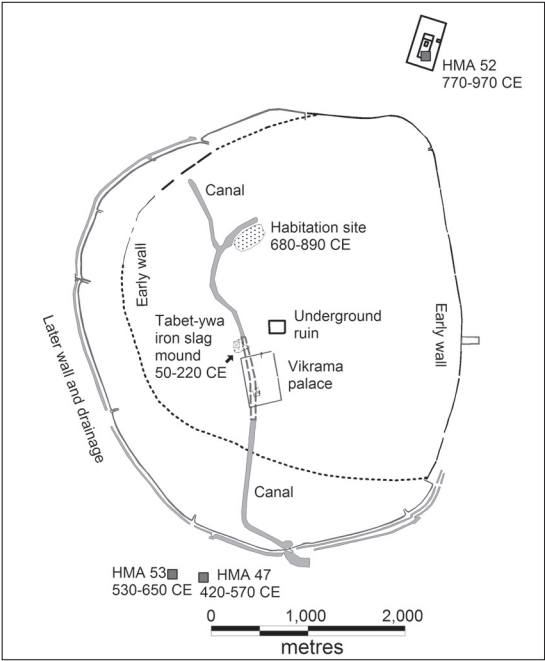 HMA 52
770-970 CE
Canal
Habitation site
680-890 CE
Early wall
Tabet-ywa
iron slag
mound
50-220 CE
Underground
ruin
Early wall
Vikrama
palace
Later wall and drainage
Canal
HMA 53
530-650 CE
HMA 47
420-570 CE
0 1,000 2,000
metres